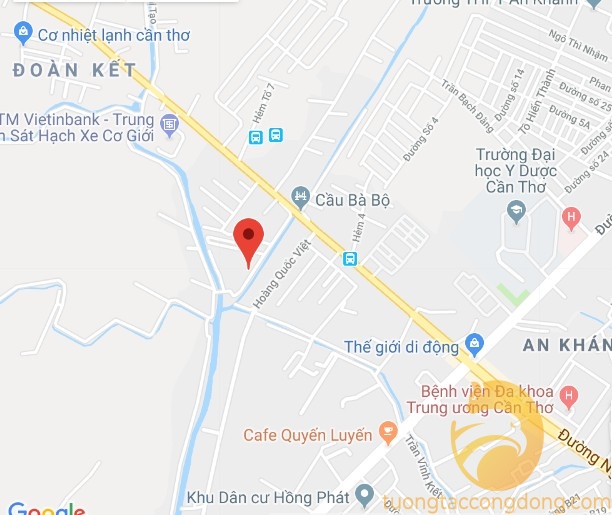 Trường THPT An Khánh
Cơ nhiệt lạnh cần thơ
ĐOÀN KẾT
Ngô Thì Nhậm
Hẻm Tổ 7
Trần Bạch Đằng
Đường số 14
Tô Hiến Thành
Phan
Đường số 25
Đường 5A
TM Vietinbank - Trung
Sát Hạch Xe Cơ Giới
Đường Số 4
Trường Đại
học Y Dược
Cần Thơ
Đường số 24
Cầu Bà Bộ
Hẻm 4
Hoàng Quốc Việt
Thế giới di động
AN KHÁN
Bệnh viện Đa khoa
Trung ương Cần Thơ
Cafe Quyến Luyến
Trần Vĩnh Kiết
Đường N
Khu Dân cư Hồng Phát
tuongtaccongdong.com
B21
B19
Google